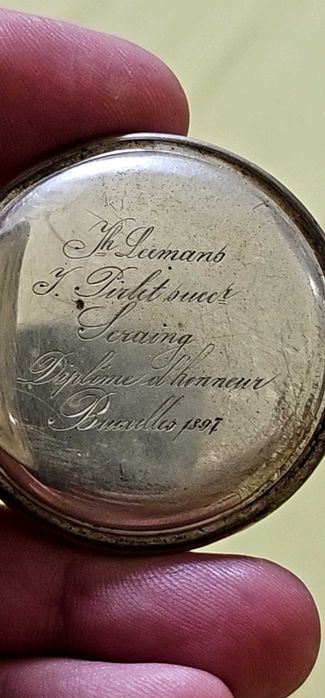 Th Leemans
J. Pirlet succr
Seraing
Diplôme d'honneur
Bruxelles 1897